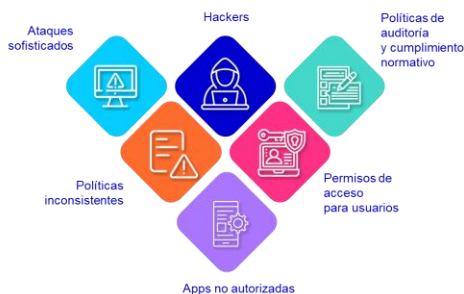 Ataques
sofisticados
Hackers
Políticas de
auditoría
y cumplimiento
normativo
Políticas
inconsistentes
Permisos de
acceso
para usuarios
Apps no autorizadas